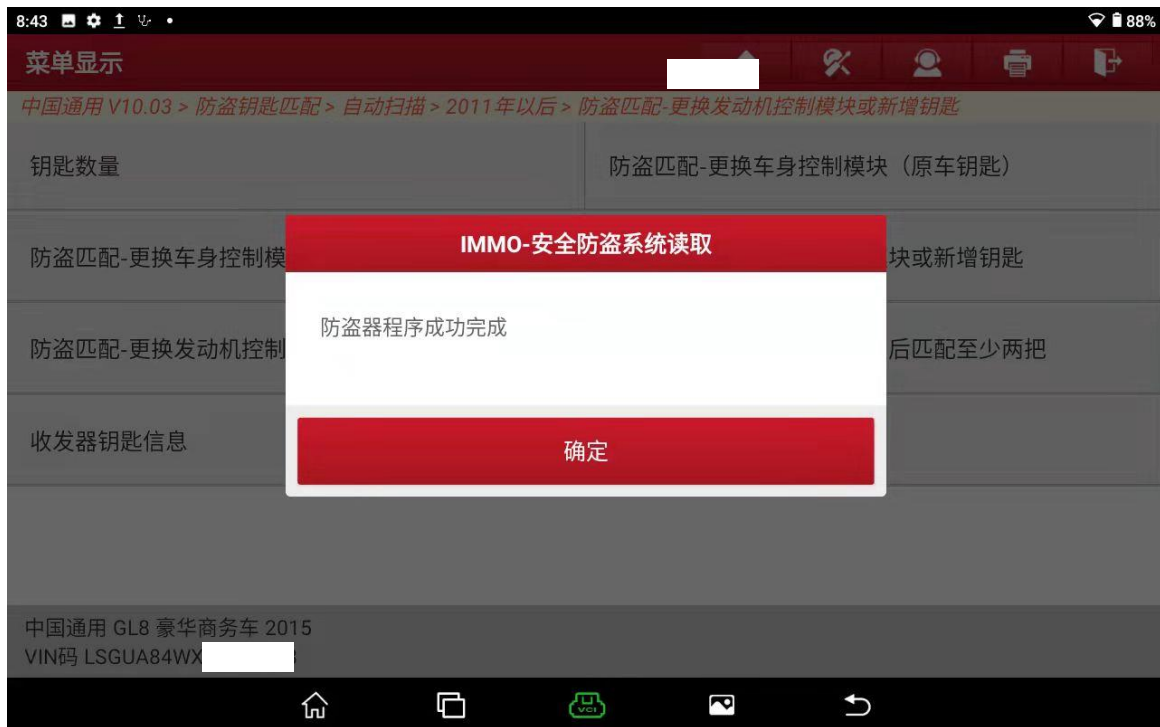 8:43
88%
菜单显示
中国通用 V10.03 > 防盗钥匙匹配 > 自动扫描 > 2011年以后 > 防盗匹配-更换发动机控制模块或新增钥匙
钥匙数量
防盗匹配-更换车身控制模块（原车钥匙）
防盗匹配-更换车身控制模
块或新增钥匙
防盗匹配-更换发动机控制
后匹配至少两把
收发器钥匙信息
IMMO-安全防盗系统读取
防盗器程序成功完成
确定
中国通用 GL8 豪华商务车 2015
VIN码 LSGUA84WX
VCI